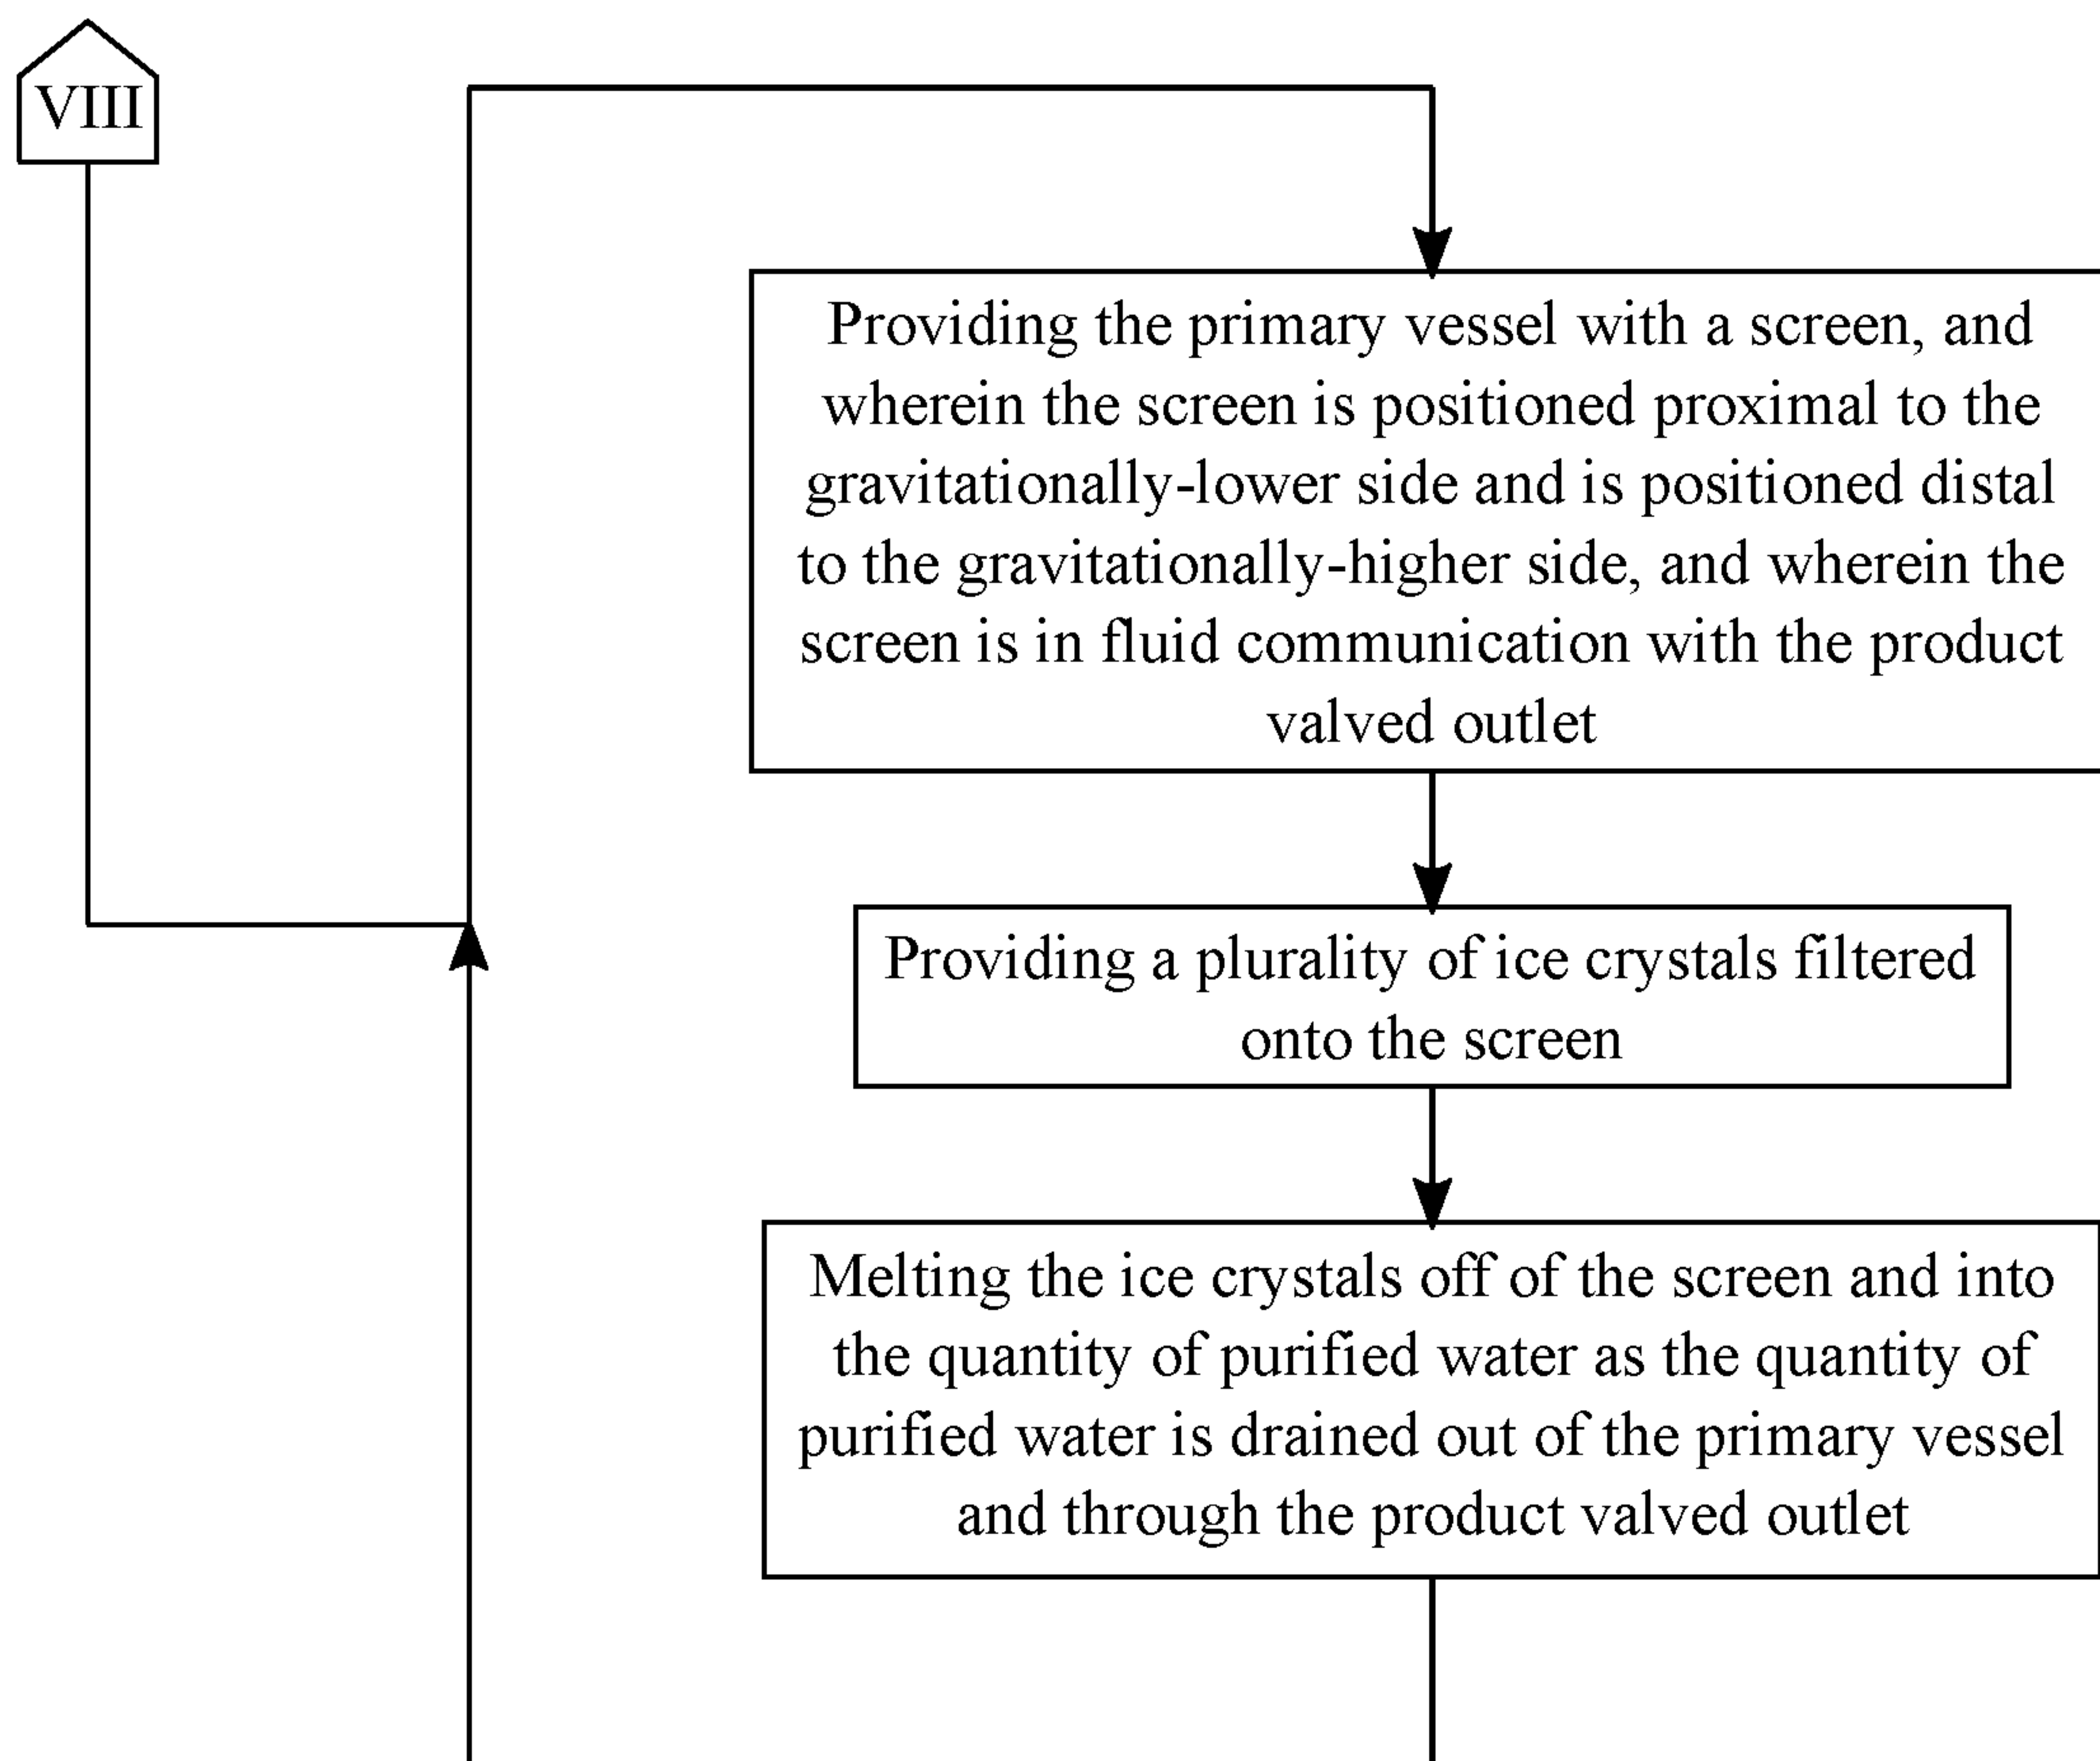 VIII
Providing the primary vessel with a screen, and
wherein the screen is positioned proximal to the
gravitationally-lower side and is positioned distal
to the gravitationally-higher side, and wherein the
screen is in fluid communication with the product
valved outlet
Providing a plurality of ice crystals filtered
onto the screen
Melting the ice crystals off of the screen and into
the quantity of purified water as the quantity of
purified water is drained out of the primary vessel
and through the product valved outlet